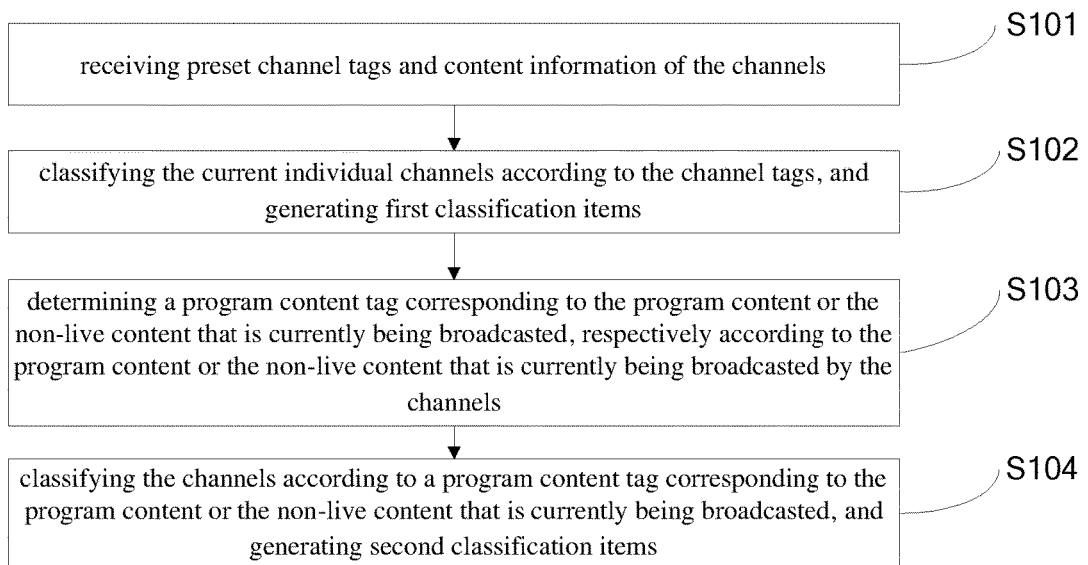 S101
receiving preset channel tags and content information of the channels
S102
classifying the current individual channels according to the channel tags, and
generating first classification items
S103
determining a program content tag corresponding to the program content or the
non-live content that is currently being broadcasted, respectively according to the
program content or the non-live content that is currently being broadcasted by the
channels
S104
classifying the channels according to a program content tag corresponding to the
program content or the non-live content that is currently being broadcasted, and
generating second classification items